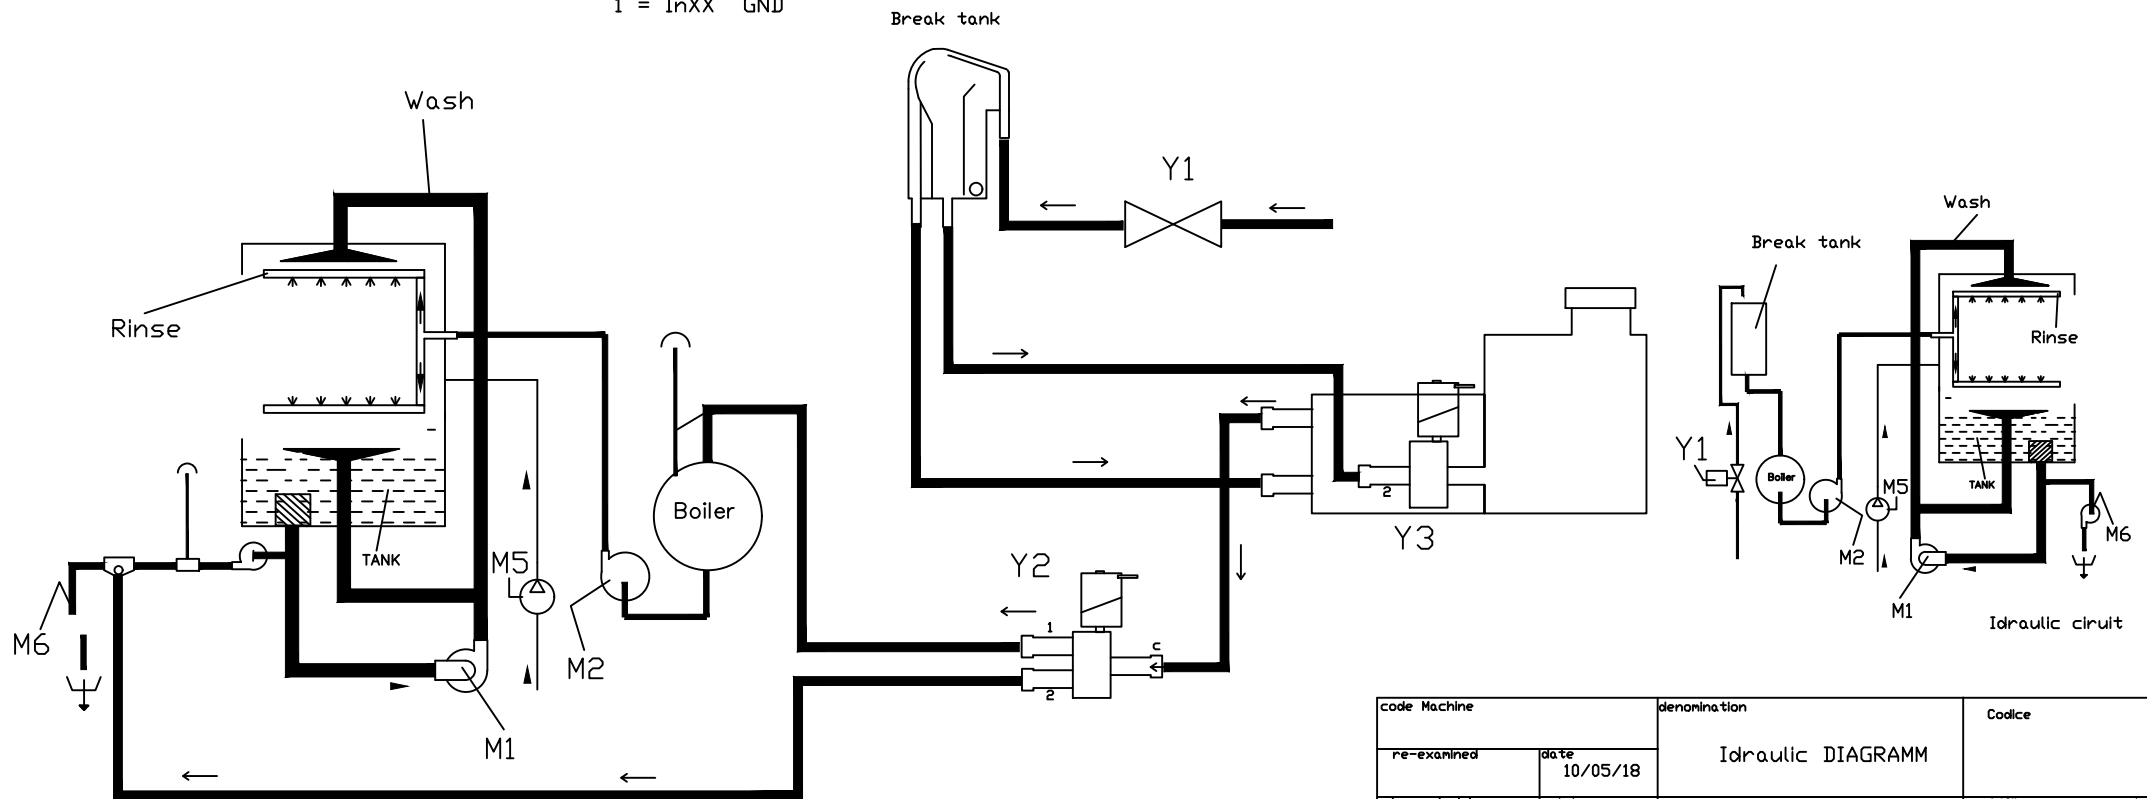 1 = InXX GND
Break tank
Wash
Y1
Wash
Break tank
Rinse
Rinse
Y1
Boiler
TANK
M5
M2
M6
M1
Idraulic ciruit
Boiler
2
Y3
TANK
M5
Y2
1
c
2
M6
M2
M1
code Machine
denomination
Codice
re-examined
date
10/05/18
Idraulic DIAGRAMM